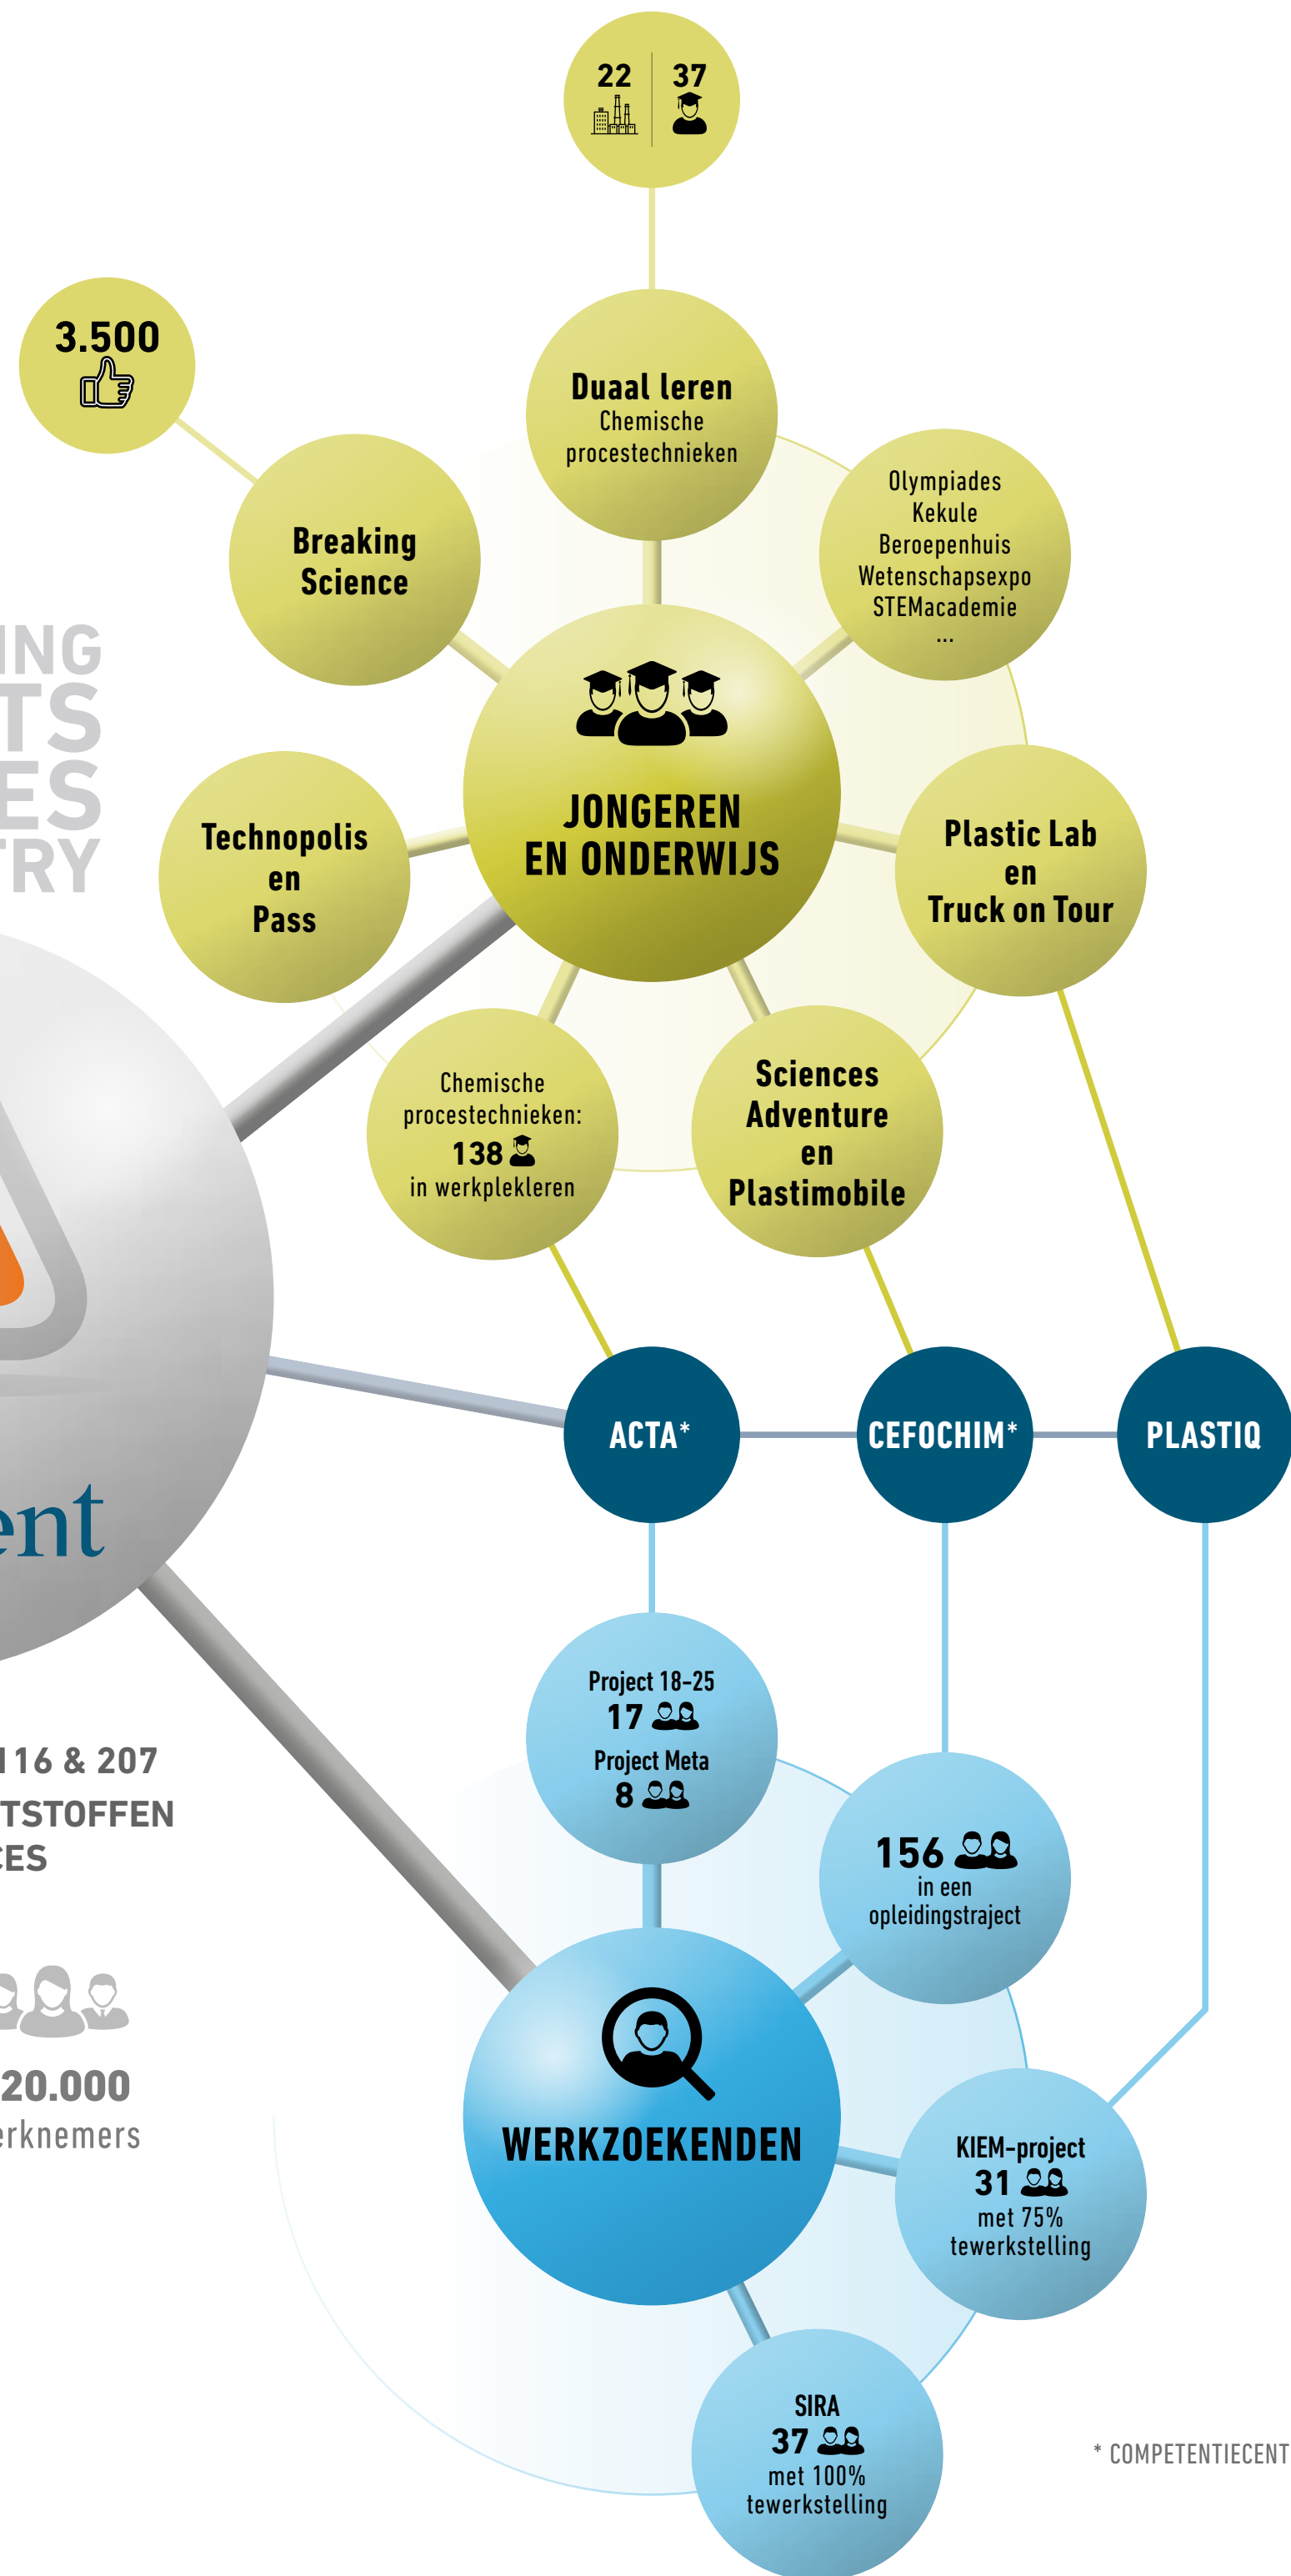 22
37
3.500
Duaal leren
Chemische
procestechnieken
Olympiades
Kekule
Beroepenhuis
Wetenschapsexpo
STEMacademie
...
Breaking
Science
ING
TS
ES
TRY
JONGEREN
EN ONDERWIJS
Technopolis
en
Pass
Plastic Lab
en
Truck on Tour
Chemische
procestechnieken:
138
in werkplekleren
Sciences
Adventure
en
Plastimobile
ACTA*
CEFOCHIM*
PLASTIQ
ent
Project 18-25
17
Project Meta
8
116 & 207
TSTOFFEN
CES
156
in een
opleidingstraject
20.000
erknemers
WERKZOEKENDEN
KIEM-project
31
met 75%
tewerkstelling
SIRA
37
met 100%
tewerkstelling
* COMPETENTIECENT